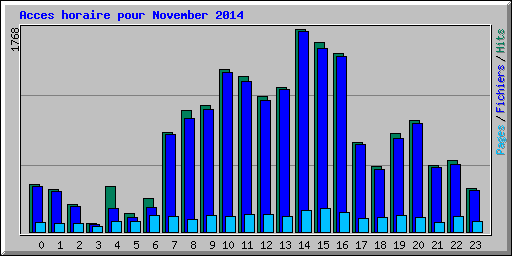 Acces horaire pour November 2014
1768
Pages / Fichiers / Hits
0 1 2 3 4 5 6 7 8 9 10 11 12 13 14 15 16 17 18 19 20 21 22 23